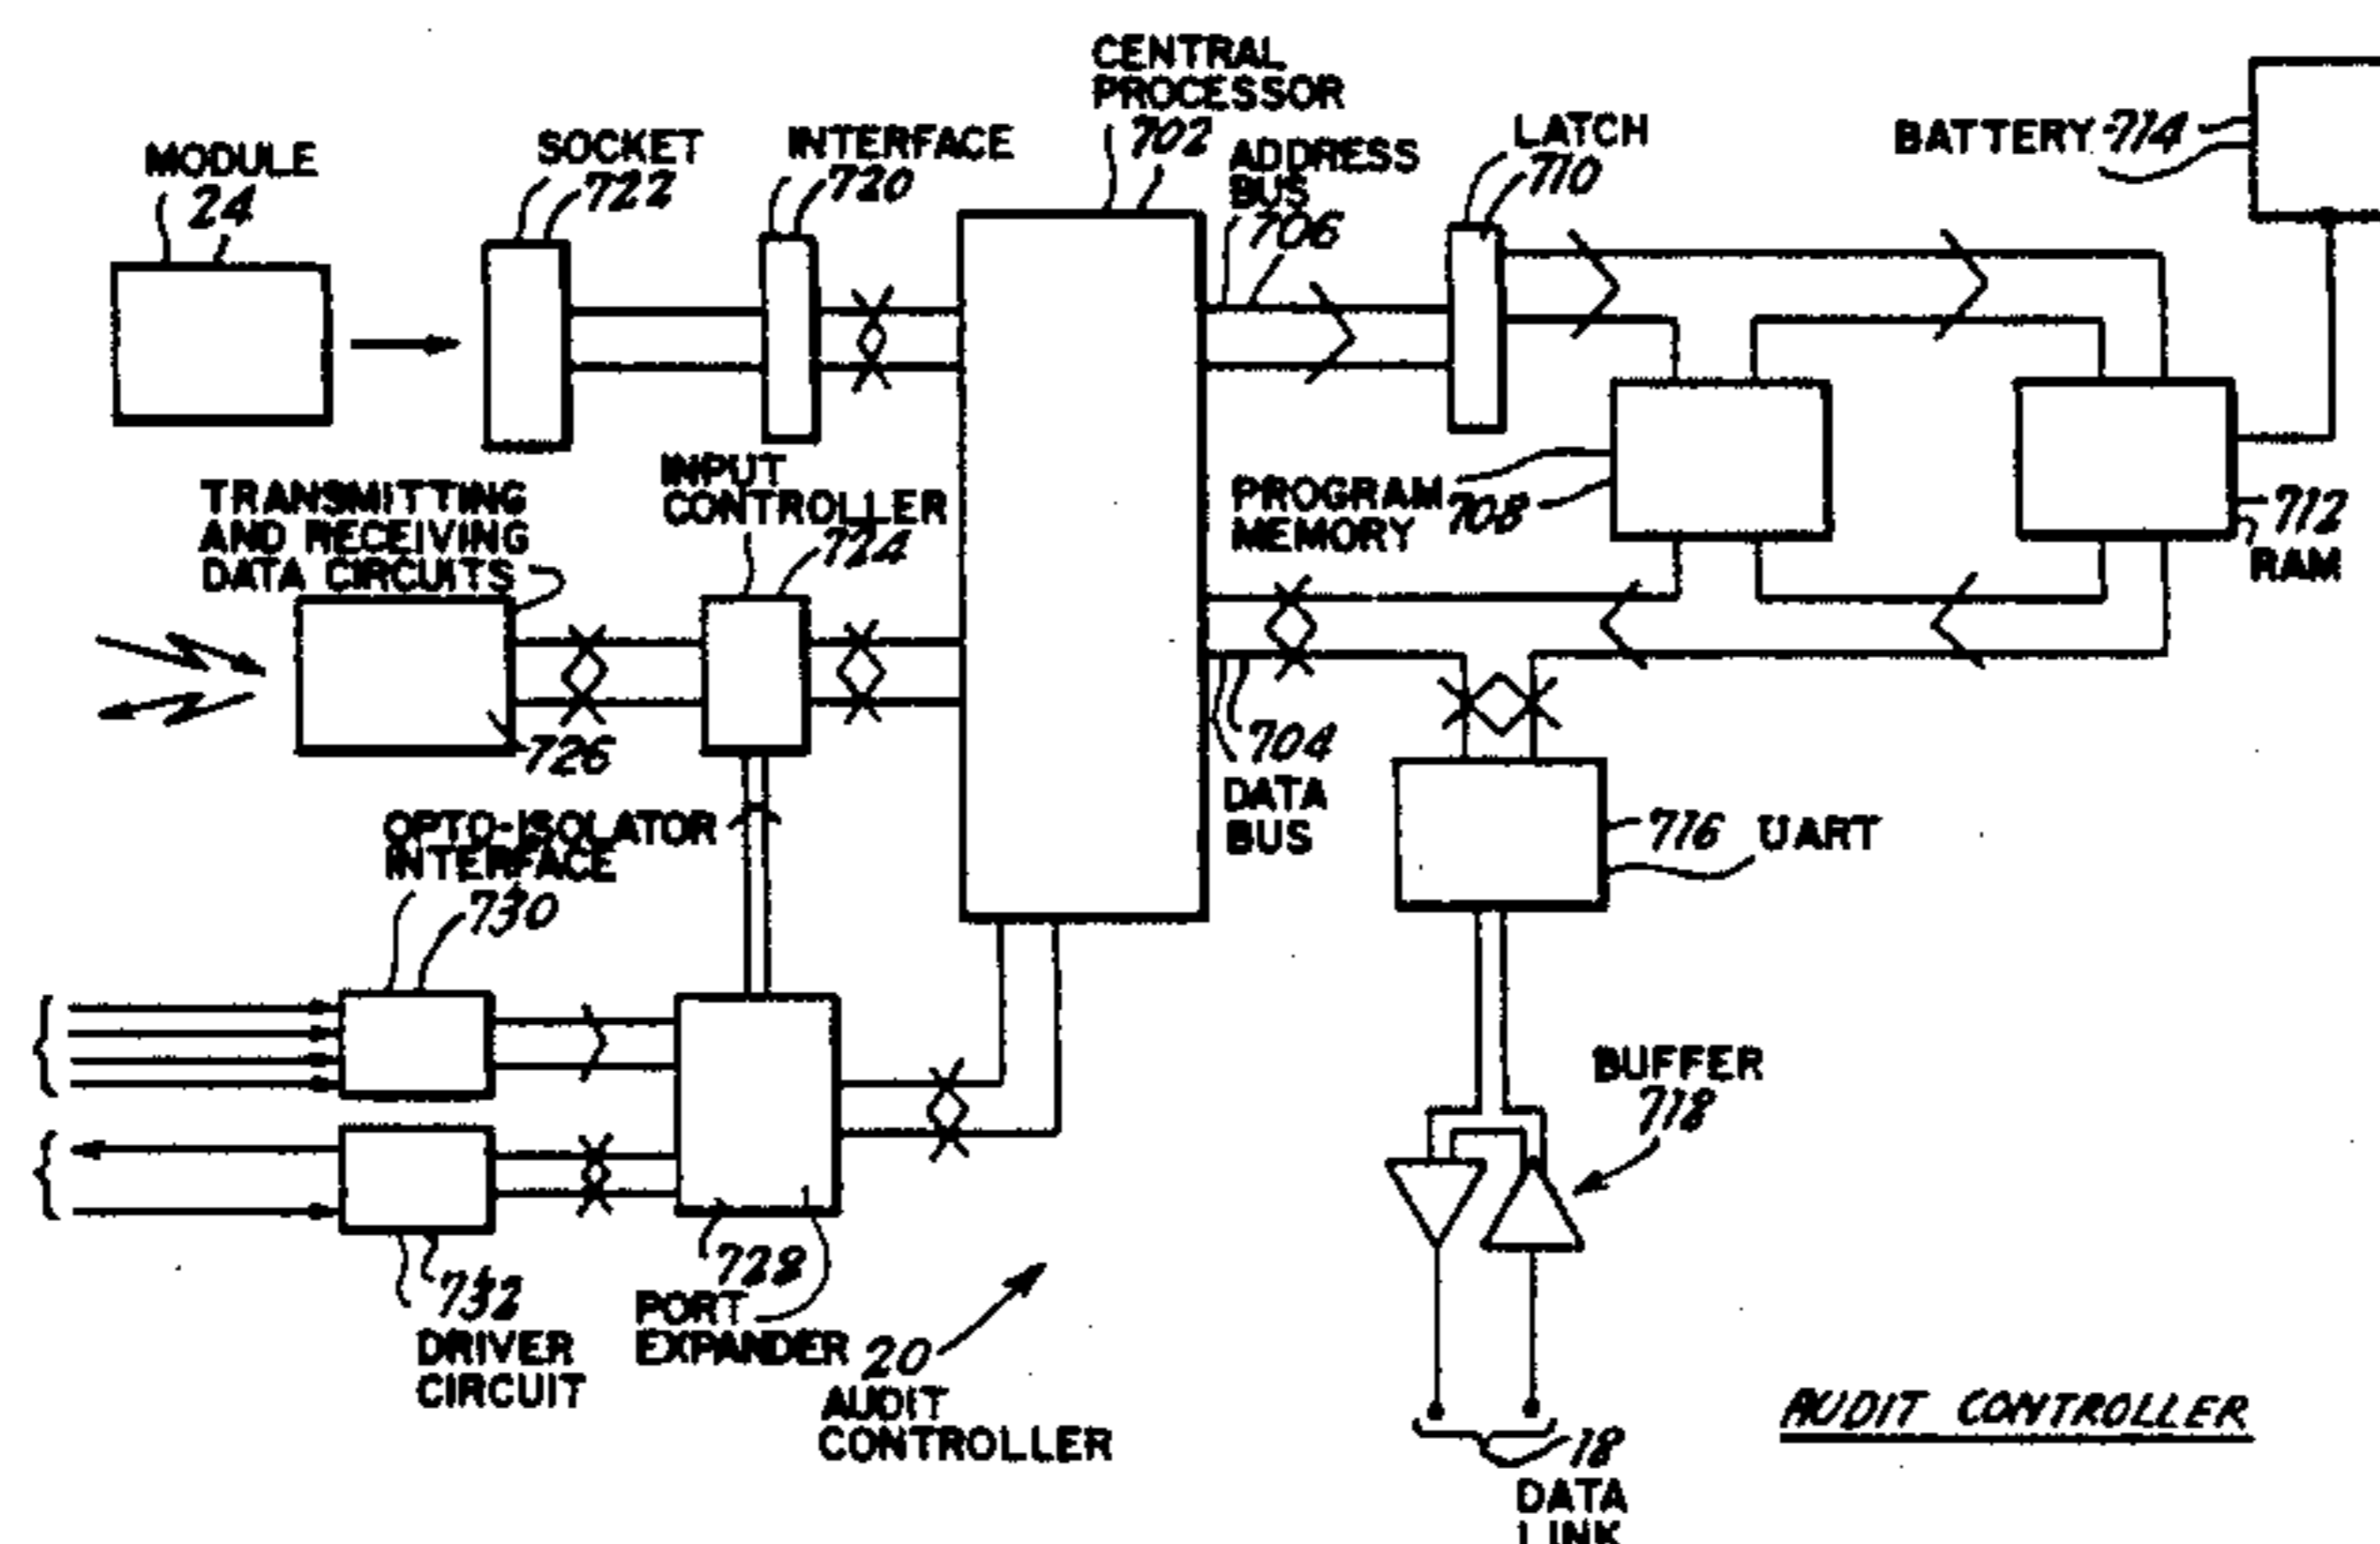 CENTRAL
PROCESSOR
702
MODULE
24
SOCKET
722
INTERFACE
720
ADDRESS
BUS
706
LATCH
710
BATTERY 714
TRANSMITTING
AND RECEIVING
DATA CIRCUITS
726
INPUT
CONTROLLER
724
PROGRAM
MEMORY 708
712
RAM
704
DATA
BUS
716 UART
OPTO-ISOLATOR
INTERFACE
730
BUFFER
718
732
DRIVER
CIRCUIT
728
PORT
EXPANDER
20
AUDIT
CONTROLLER
18
DATA
LINK
AUDIT CONTROLLER